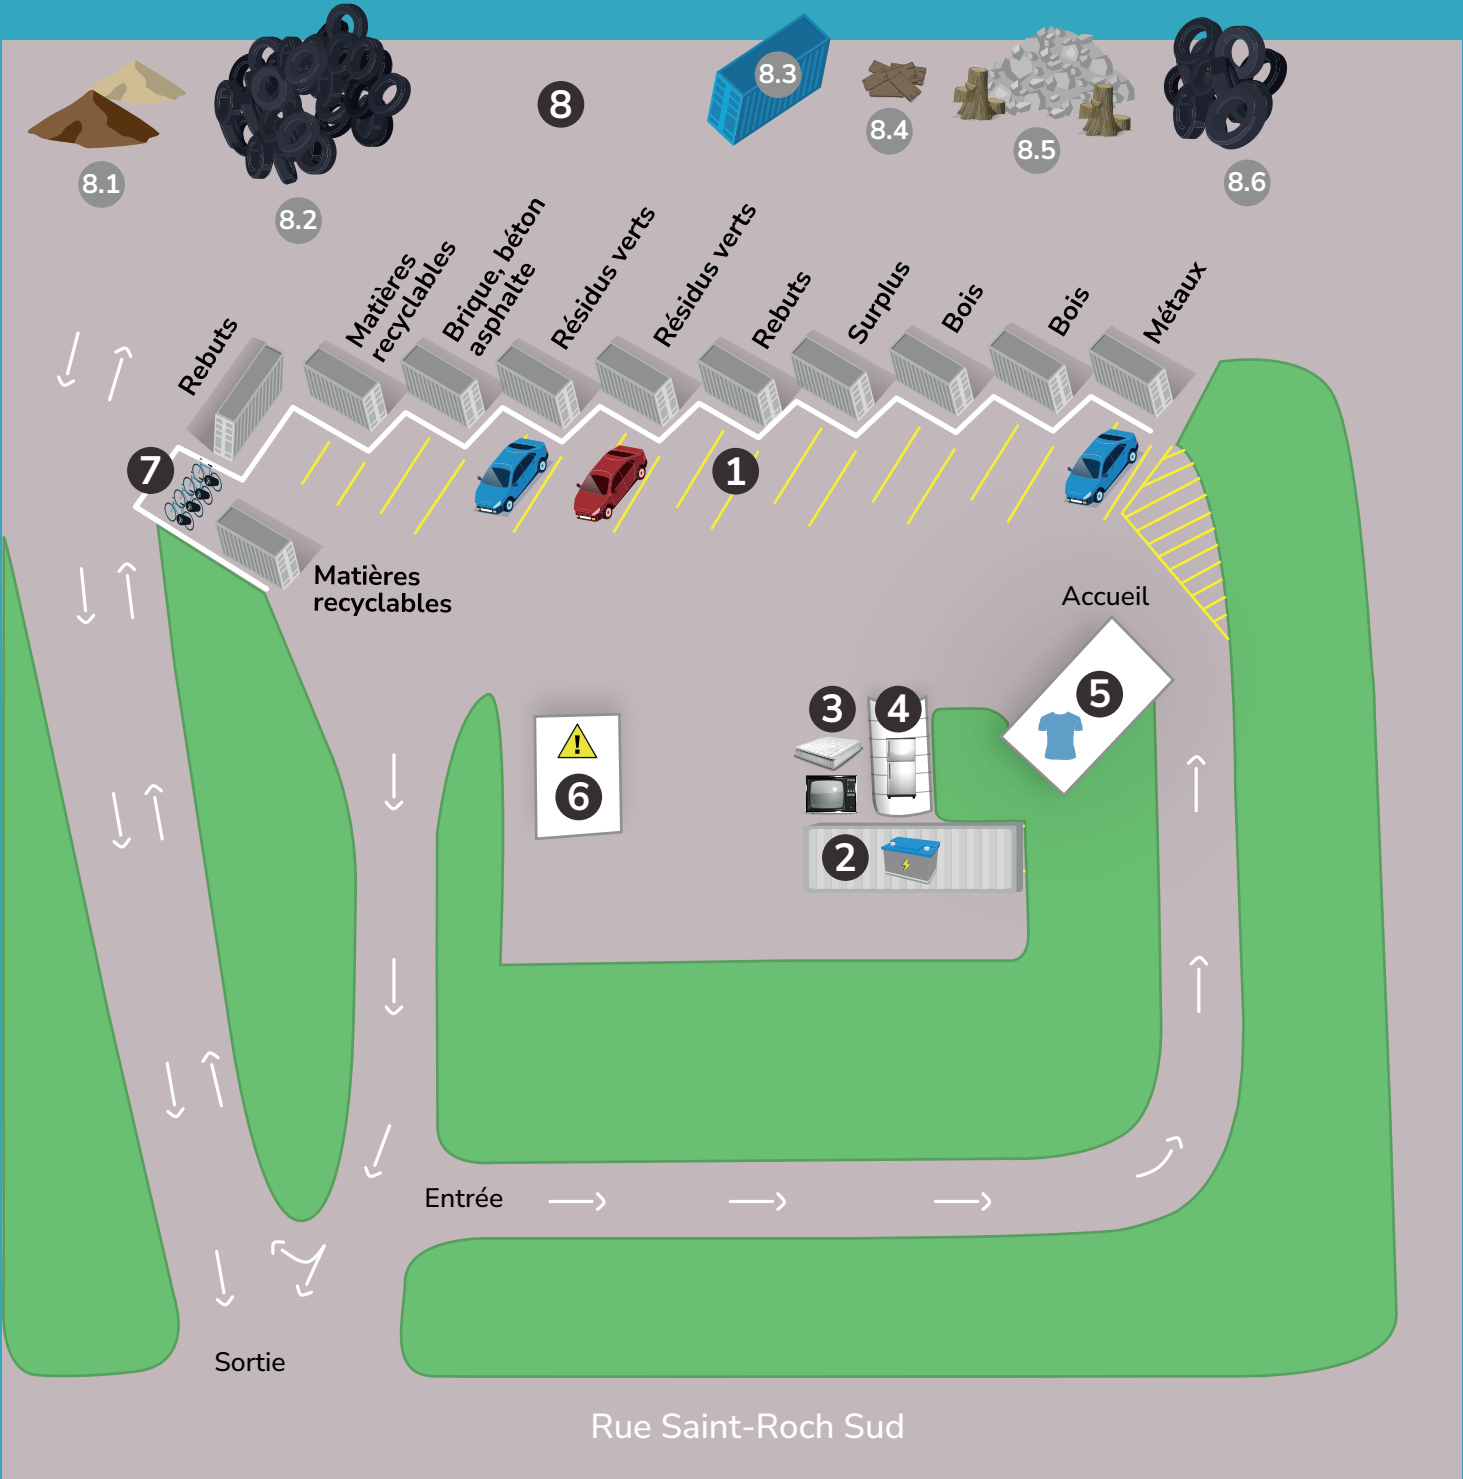 8
8.3
8.4
8.5
8.1
8.2
8.6
Rebuts
Matières
recyclables
Brique, béton
asphalte
Résidus verts
Résidus verts
Rebuts
Surplus
Bois
Bois
Métaux
7
1
Matières
recyclables
Accueil
5
3
4
!
6
2
Entrée
Sortie
Rue Saint-Roch Sud